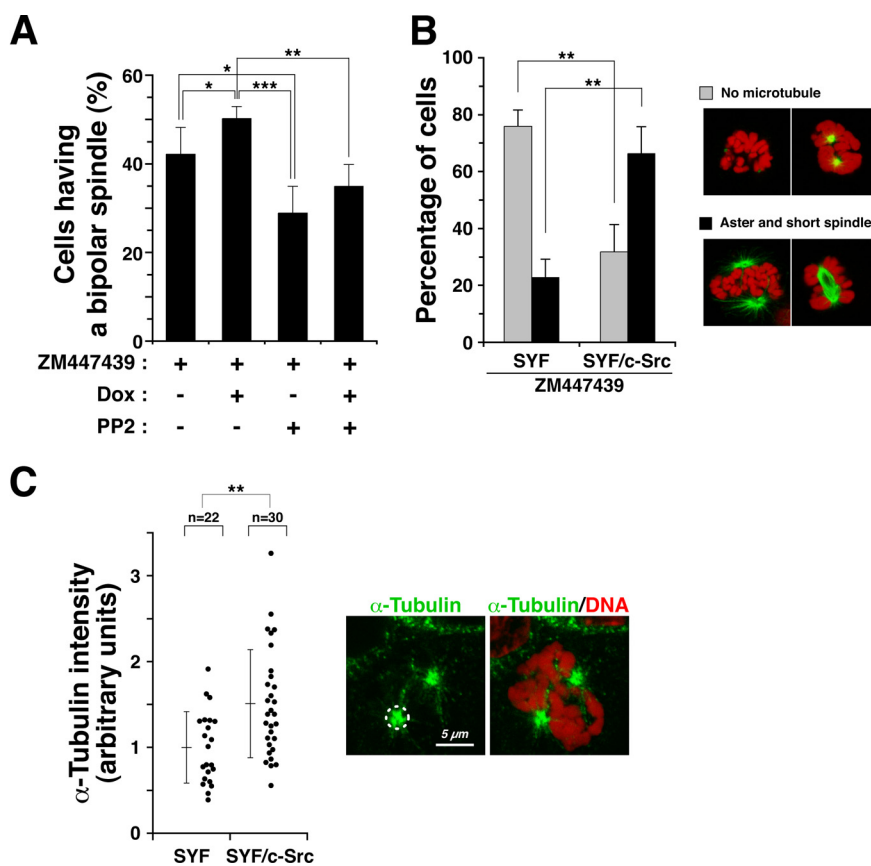 A
Cells having
a bipolar spindle (%)
60
40
20
0
*
*
***
**
ZM447439 : + + + +
Dox : - + - +
PP2 : - - + +
B
Percentage of cells
100
80
60
40
20
0
**
**
SYF SYF/c-Src
ZM447439
No microtubule
Aster and short spindle
C
α-Tubulin intensity
(arbitrary units)
3
2
1
0
**
n=22 n=30
SYF SYF/c-Src
α-Tubulin α-Tubulin/DNA
5 µm